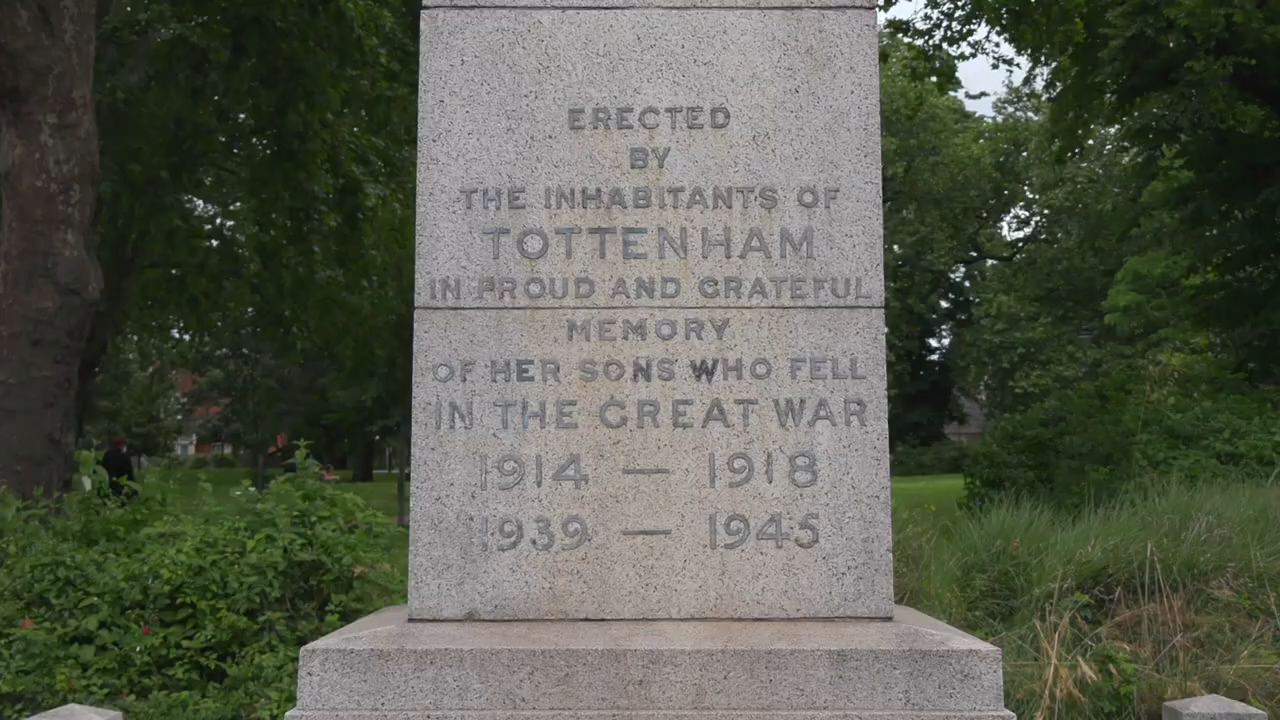 ERECTED
BY
THE INHABITANTS OF
TOTTENHAM
IN PROUD AND GRATEFUL
MEMORY
OF HER SONS WHO FELL
IN THE GREAT WAR
1914 — 1918
1939 — 1945